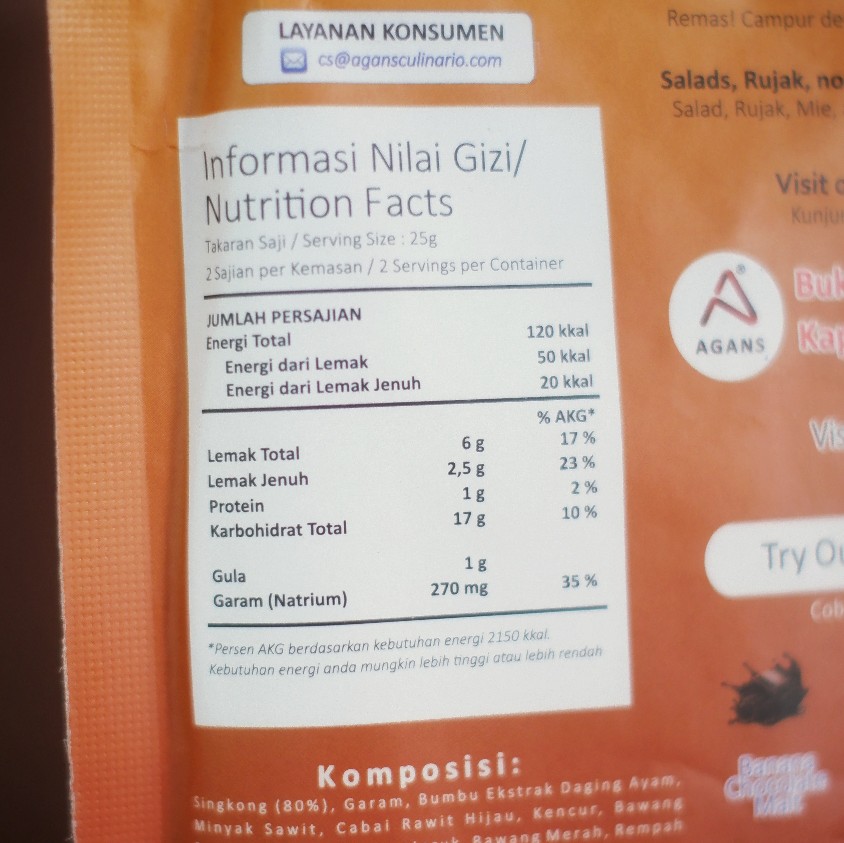 LAYANAN KONSUMEN
cs@agansculinario.com
Informasi Nilai Gizi/
Nutrition Facts
Takaran Saji / Serving Size : 25g
2 Sajian per Kemasan / 2 Servings per Container
JUMLAH PERSAJIAN
Energi Total 120 kkal
Energi dari Lemak 50 kkal
Energi dari Lemak Jenuh 20 kkal
% AKG*
Lemak Total 6 g 17 %
Lemak Jenuh 2,5 g 23 %
Protein 1 g 2 %
Karbohidrat Total 17 g 10 %
Gula 1 g
Garam (Natrium) 270 mg 35 %
*Persen AKG berdasarkan kebutuhan energi 2150 kkal.
Kebutuhan energi anda mungkin lebih tinggi atau lebih rendah
Komposisi:
Singkong (80%), Garam, Bumbu Ekstrak Daging Ayam,
Minyak Sawit, Cabai Rawit Hijau, Kencur, Bawang
Bawang Merah, Rempah
Remas! Campur
Salads, Rujak,
Salad, Rujak, Mie,
Visit
AGANS
Try
Banana
Chocolate
Malt